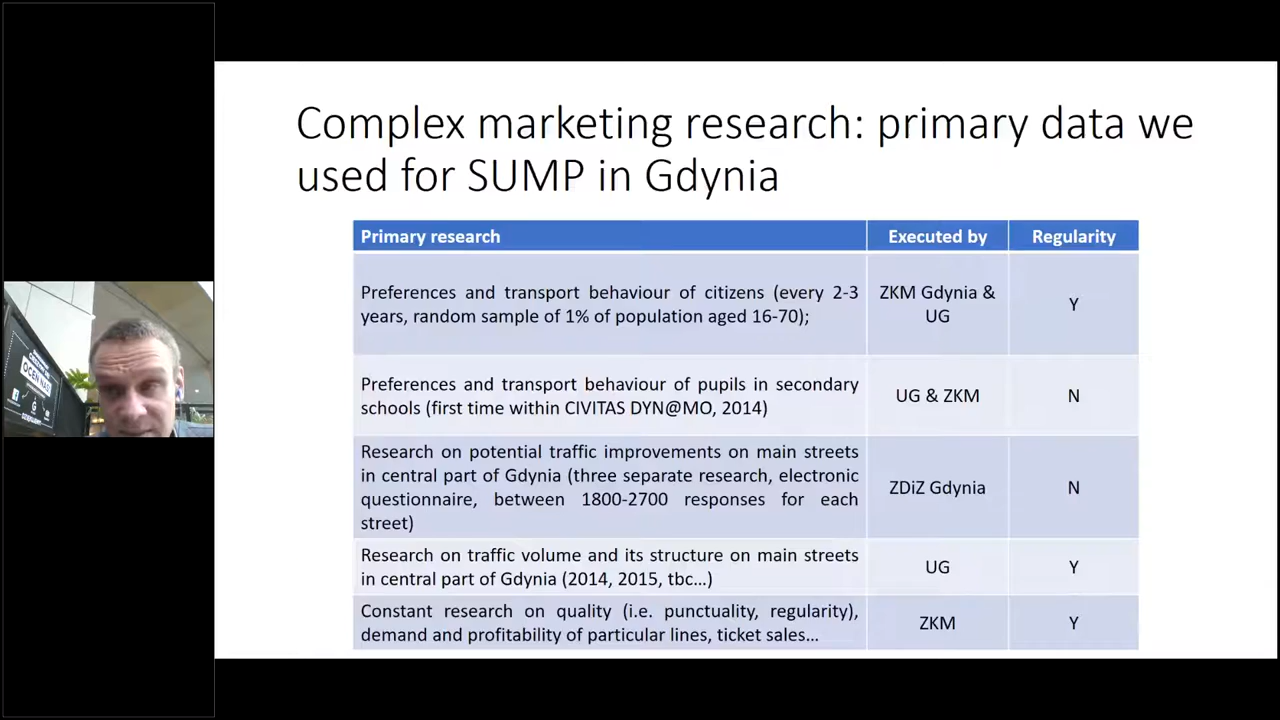 Complex marketing research: primary data we
used for SUMP in Gdynia
Primary research
Executed by
Regularity
Preferences and transport behaviour of citizens (every 2-3
years, random sample of 1% of population aged 16-70);
ZKM Gdynia &
UG
Y
Preferences and transport behaviour of pupils in secondary
schools (first time within CIVITAS DYN@MO, 2014)
UG & ZKM
N
Research on potential traffic improvements on main streets
in central part of Gdynia (three separate research, electronic
questionnaire, between 1800-2700 responses for each
street)
ZDiZ Gdynia
N
Research on traffic volume and its structure on main streets
in central part of Gdynia (2014, 2015, tbc…)
UG
Y
Constant research on quality (i.e. punctuality, regularity),
demand and profitability of particular lines, ticket sales…
ZKM
Y
OCEŃ NAS